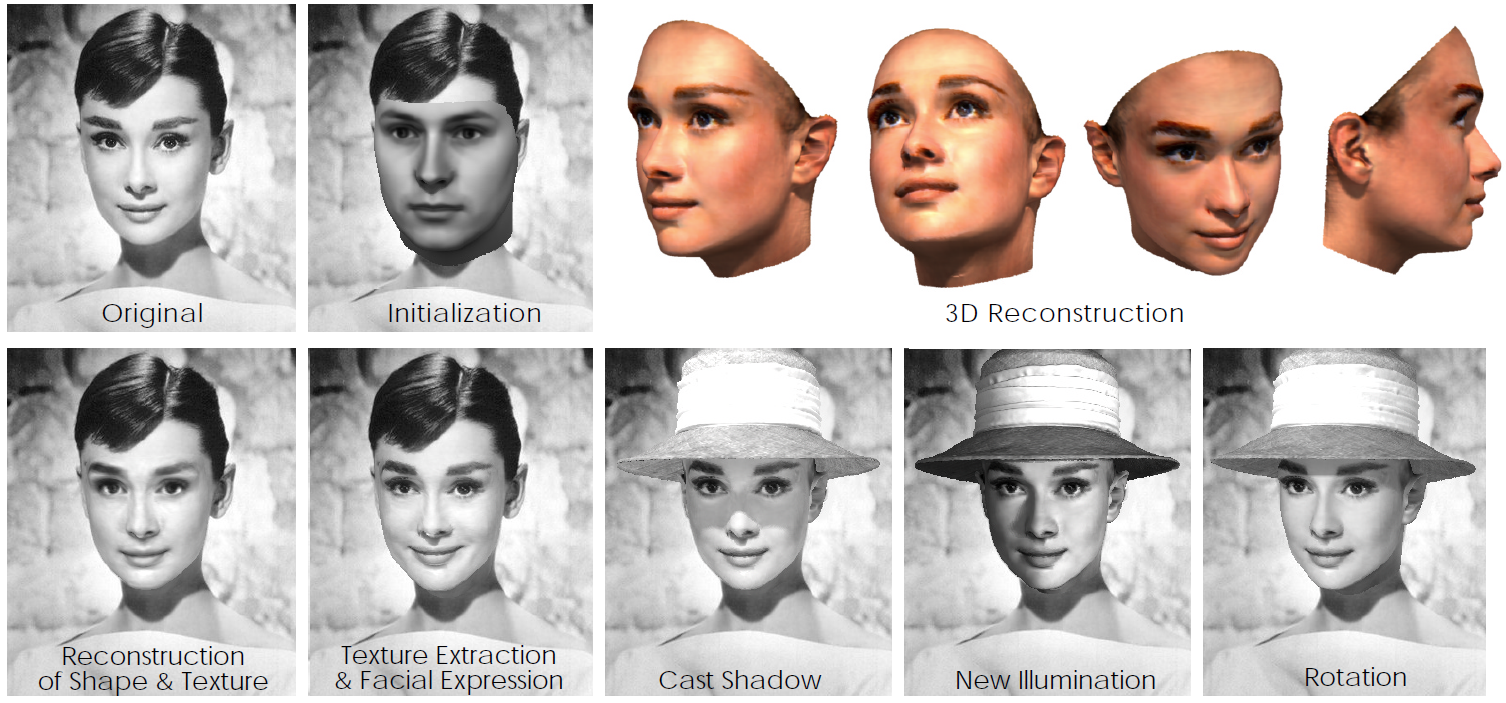 Original
Initialization
3D Reconstruction
Reconstruction
of Shape & Texture
Texture Extraction
& Facial Expression
Cast Shadow
New Illumination
Rotation